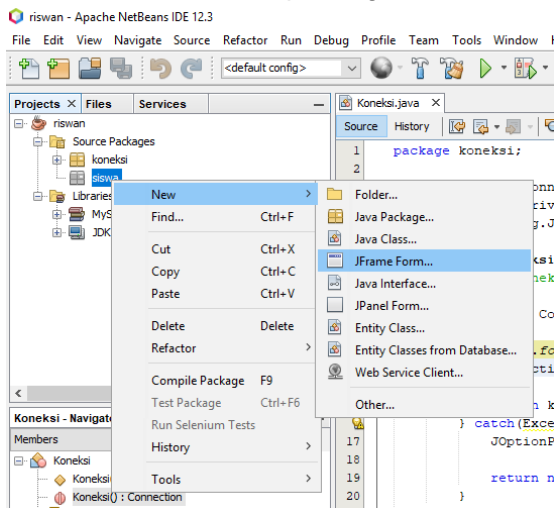 riswan - Apache NetBeans IDE 12.3
File Edit View Navigate Source Refactor Run Debug Profile Team Tools Window
<default config>
Projects Files Services
riswan
Source Packages
koneksi
siswa
Libraries
MyS
JDK
Koneksi.java
Source History
1 package koneksi;
2
New
Find... Ctrl+F
Cut Ctrl+X
Copy Ctrl+C
Paste Ctrl+V
Delete Delete
Refactor
Compile Package F9
Test Package Ctrl+F6
Run Selenium Tests
History
Tools
Folder...
Java Package...
Java Class...
JFrame Form...
Java Interface...
JPanel Form...
Entity Class...
Entity Classes from Database...
Web Service Client...
Other...
Koneksi - Navigat
Members
Koneksi
Koneksi
Koneksi() : Connection
} catch(Exce
17 JOptionP
18
19 return n
20 }